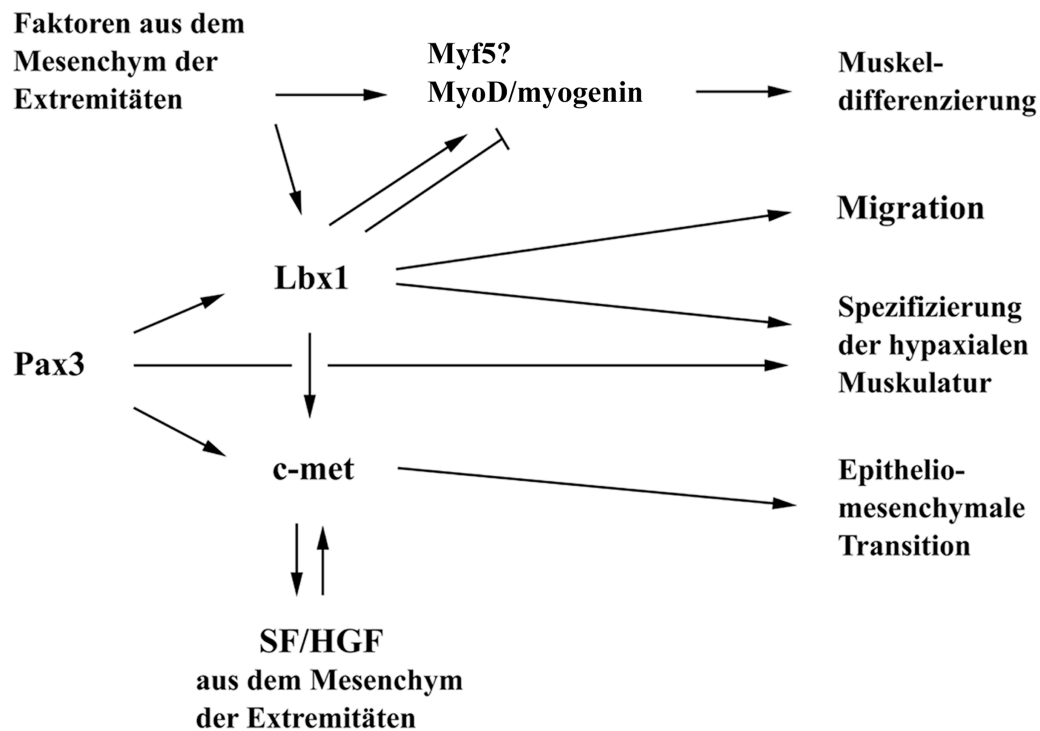 Faktoren aus dem
Mesenchym der
Extremitäten
Myf5?
MyoD/myogenin
Muskel-
differenzierung
Migration
Lbx1
Spezifizierung
der hypaxialen
Muskulatur
Pax3
c-met
Epithelio-
mesenchymale
Transition
SF/HGF
aus dem Mesenchym
der Extremitäten